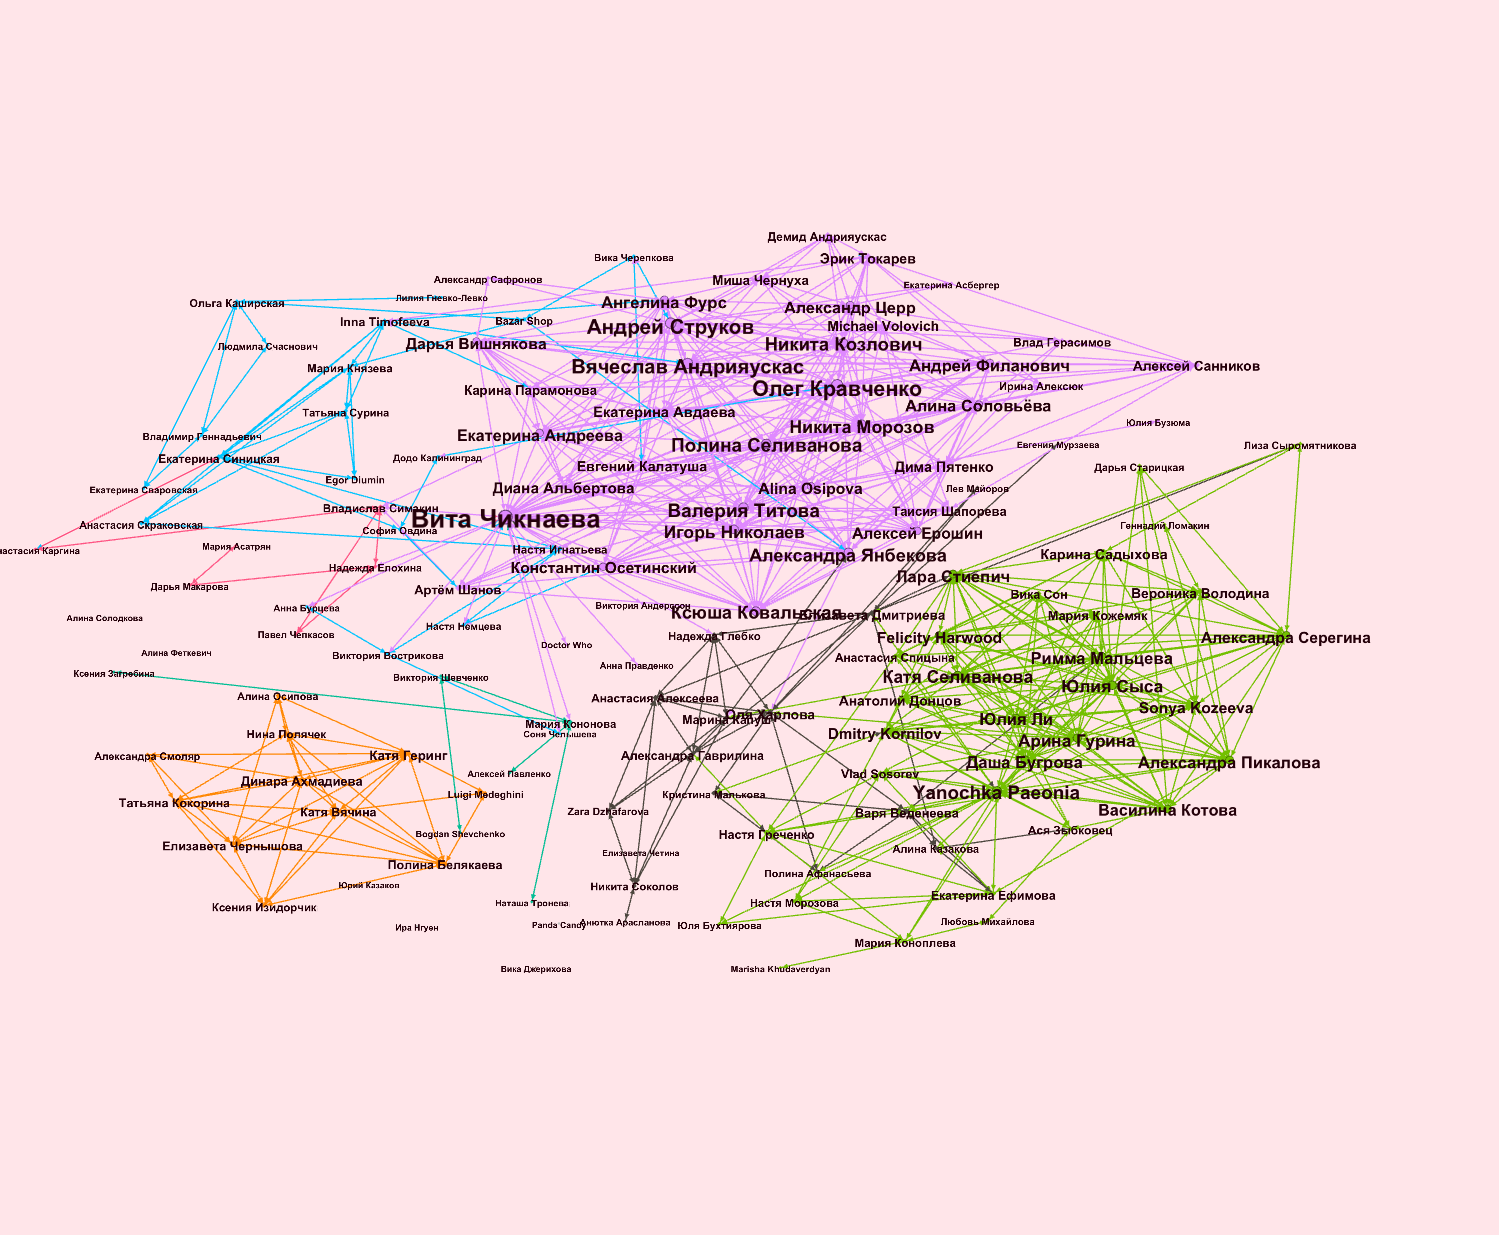 Демид Андрияускас
Вика Черепкова
Эрик Токарев
Александр Сафронов
Миша Чернуха
Екатерина Асбергер
Лилия Гневко-Левко
Ольга Каширская
Ангелина Фурс
Александр Церр
Inna Timofeeva
Bazar Shop
Андрей Струков
Michael Volovich
Людмила Счаснович
Дарья Вишнякова
Никита Козлович
Влад Герасимов
Мария Князева
Вячеслав Андрияускас
Андрей Филанович
Алексей Санников
Карина Парамонова
Олег Кравченко
Ирина Алексюк
Татьяна Сурина
Екатерина Авдаева
Алина Соловьёва
Юлия Бузюма
Владимир Геннадьевич
Екатерина Андреева
Никита Морозов
Полина Селиванова
Евгения Мурзаева
Лиза Сыромятникова
Екатерина Синицкая
Додо Калининград
Евгений Калатуша
Дима Пятенко
Дарья Старицкая
Egor Diumin
Екатерина Сваровская
Диана Альбертова
Alina Osipova
Лев Майоров
Владислав Симакин
Вита Чикнаева
Валерия Титова
Таисия Шапорева
Анастасия Скраковская
София Овдина
Игорь Николаев
Алексей Ерошин
Геннадий Ломакин
настасия Каргина
Мария Асатрян
Настя Игнатьева
Александра Янбекова
Карина Садыхова
Надежда Елохина
Константин Осетинский
Лара Стиепич
Дарья Макарова
Артём Шанов
Вика Сон
Вероника Володина
Анна Бурцева
Виктория Андерссон
Ксюша Ковальская
Елизавета Дмитриева
Мария Кожемяк
Алина Солодкова
Павел Чепкасов
Настя Немцева
Надежда Глебко
Felicity Harwood
Александра Серегина
Алина Феткевич
Виктория Вострикова
Doctor Who
Анна Правденко
Анастасия Спицына
Римма Мальцева
Ксения Загребина
Виктория Шевченко
Катя Селиванова
Юлия Сыса
Алина Осипова
Анастасия Алексеева
Анатолий Донцов
Sonya Kozeeva
Марина Капуш
Оля Харлова
Юлия Ли
Нина Полячек
Мария Кононова
Соня Челышева
Dmitry Kornilov
Арина Гурина
Александра Смоляр
Катя Геринг
Александра Гаврилина
Даша Бугрова
Александра Пикалова
Динара Ахмадиева
Алексей Павленко
Vlad Sosorev
Татьяна Кокорина
Luigi Medeghini
Кристина Малькова
Yanochka Paeonia
Катя Вячина
Zara Dzhafarova
Варя Веденеева
Василина Котова
Bogdan Shevchenko
Настя Греченко
Ася Зыбковец
Елизавета Чернышова
Елизавета Четина
Алина Казакова
Полина Белякаева
Полина Афанасьева
Юрий Казаков
Никита Соколов
Екатерина Ефимова
Ксения Изидорчик
Наташа Тронева
Настя Морозова
Ира Нгуен
Panda Candy
Анютка Арасланова
Юля Бухтиярова
Любовь Михайлова
Мария Коноплева
Вика Джерихова
Marisha Khudaverdyan